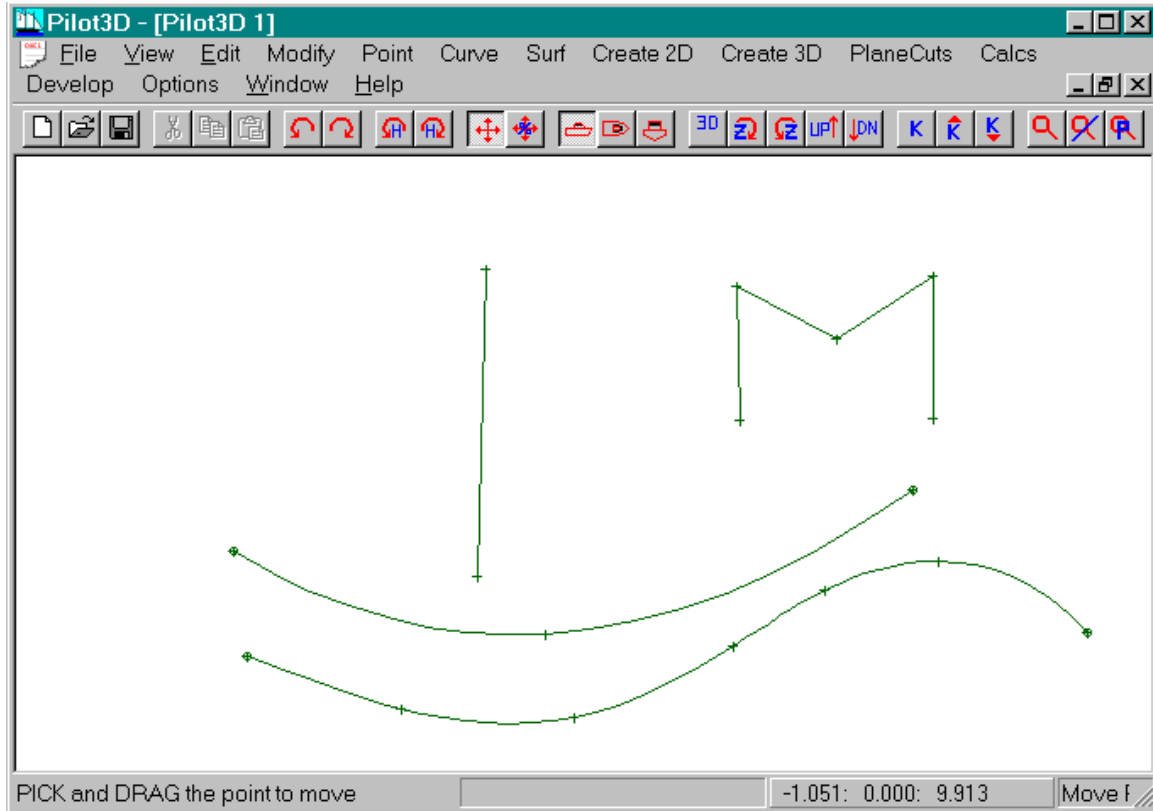 Pilot3D - [Pilot3D 1]
File View Edit Modify Point Curve Surf Create 2D Create 3D PlaneCuts Calcs
Develop Options Window Help
H H % 3D Z Z UP DN K K K R
PICK and DRAG the point to move -1.051: 0.000: 9.913 Move